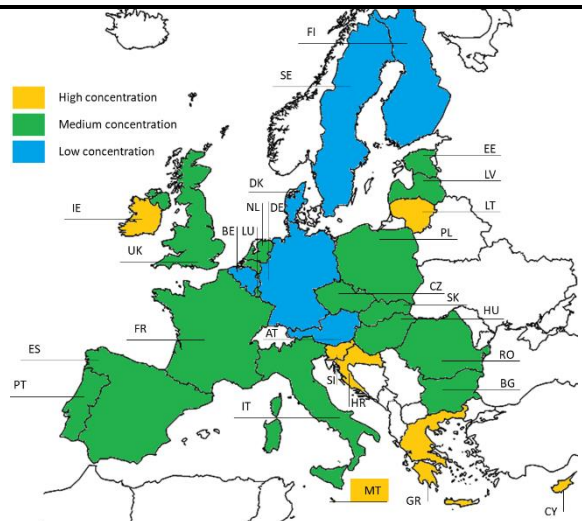 FI
High concentration
SE
Medium concentration
Low concentration
EE
DK
LV
NL
DE
LT
IE
BE
LU
PL
UK
CZ
SK
HU
FR
AT
ES
RO
PT
BG
SI
HR
IT
MT
GR
CY